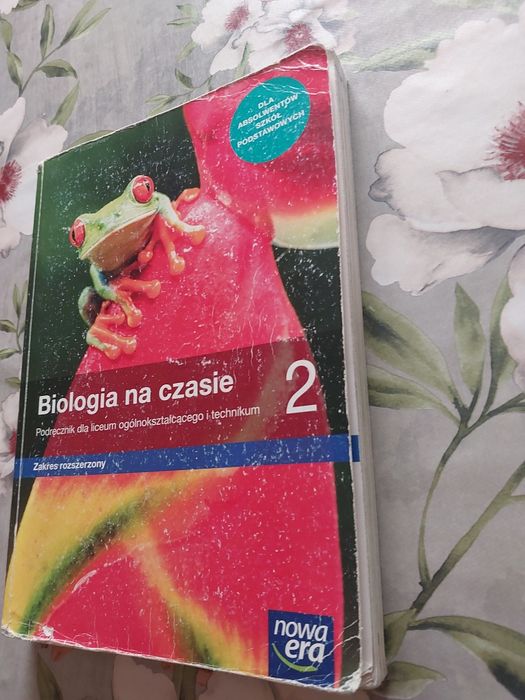 DLA
ABSOLWENTÓW
SZKÓŁ
PODSTAWOWYCH
Biologia na czasie 2
Podręcznik dla liceum ogólnokształcącego i technikum
Zakres rozszerzony
nowa
era